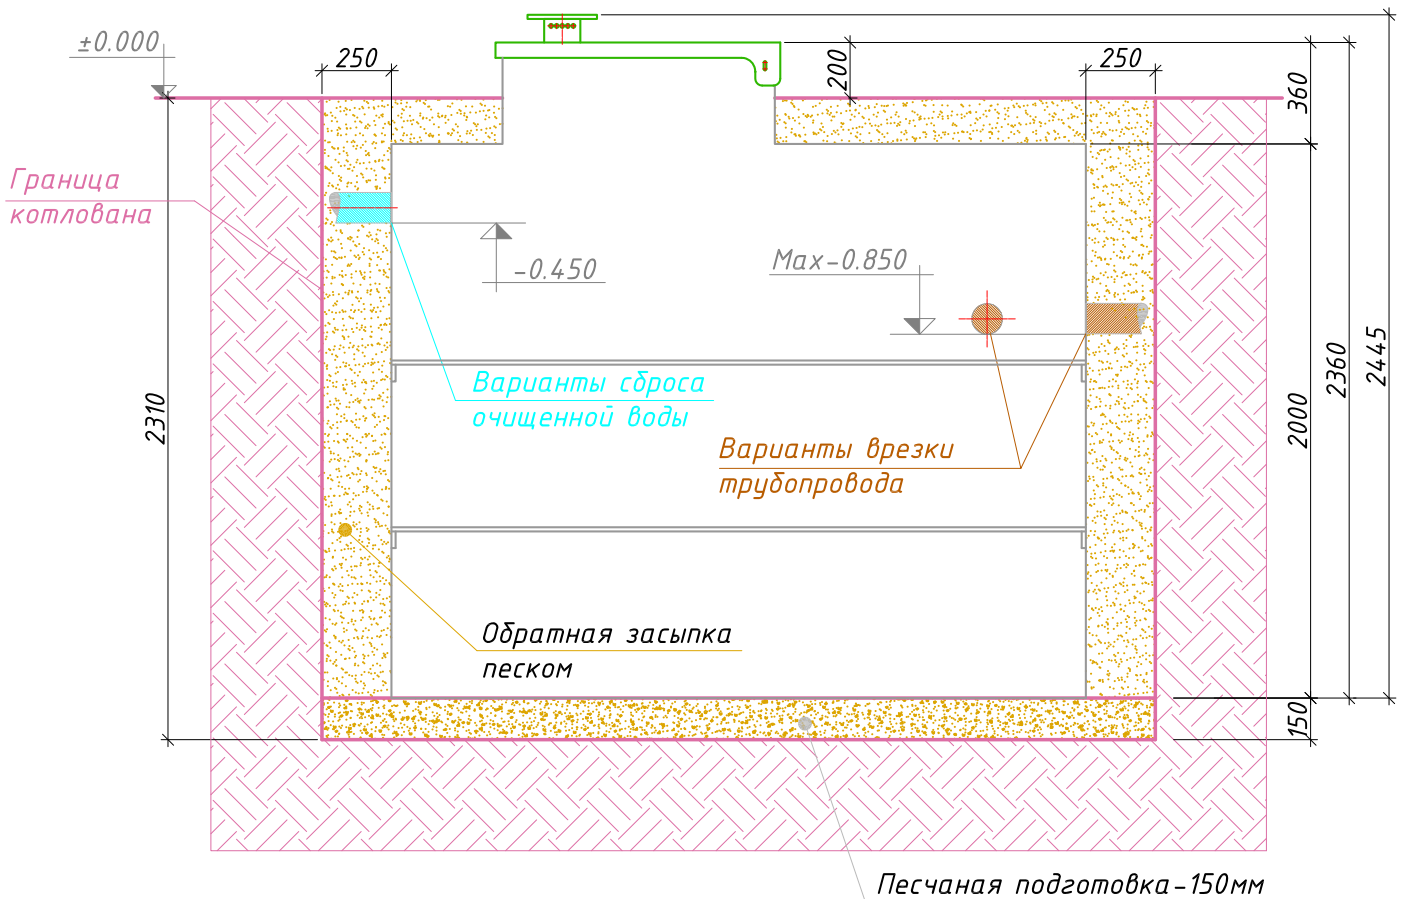 ±0.000
250
200
250
360
Граница
котлована
-0.450
Max-0.850
2310
Варианты сброса
очищенной воды
Варианты врезки
трубопровода
2000
2360
2445
Обратная засыпка
песком
150
Песчаная подготовка-150мм